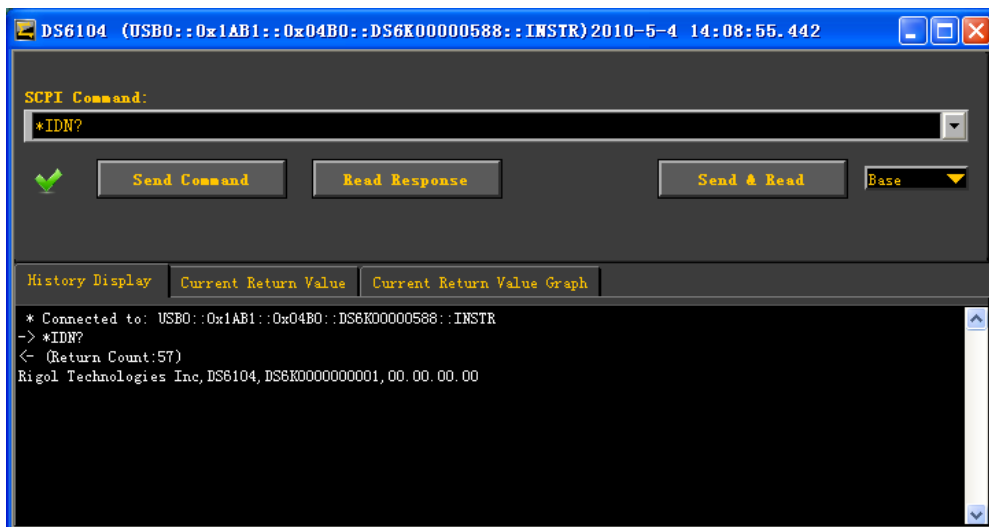 DS6104 (USB0::0x1AB1::0x04B0::DS6K00000588::INSTR)2010-5-4 14:08:55.442
SCPI Command:
*IDN?
Send Command Read Response Send & Read Base
History Display Current Return Value Current Return Value Graph
* Connected to: USB0::0x1AB1::0x04B0::DS6K00000588::INSTR
-> *IDN?
<- (Return Count:57)
Rigol Technologies Inc,DS6104,DS6K0000000001,00.00.00.00